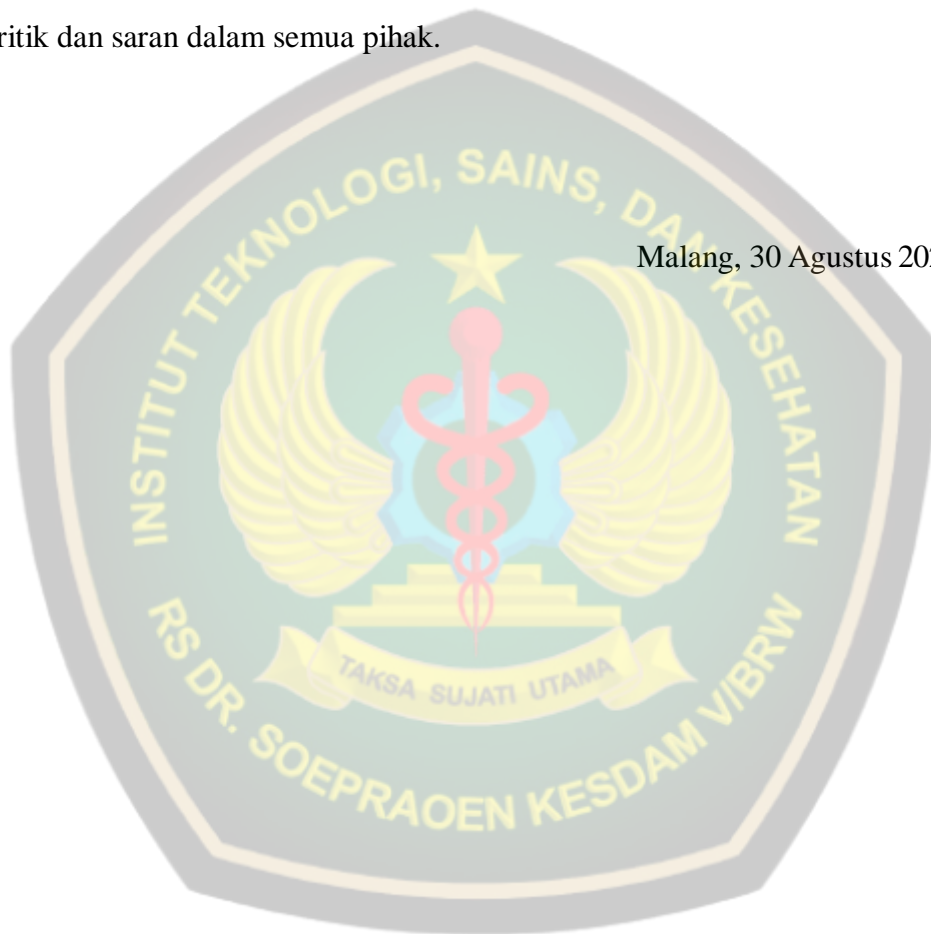 ritik dan saran dalam semua pihak.
Malang, 30 Agustus 202
INSTITUT TEKNOLOGI, SAINS, DAN KESEHATAN
TAKSA SUJATI UTAMA
RS DR. SOEPRAOEN KESDAM V/BRW